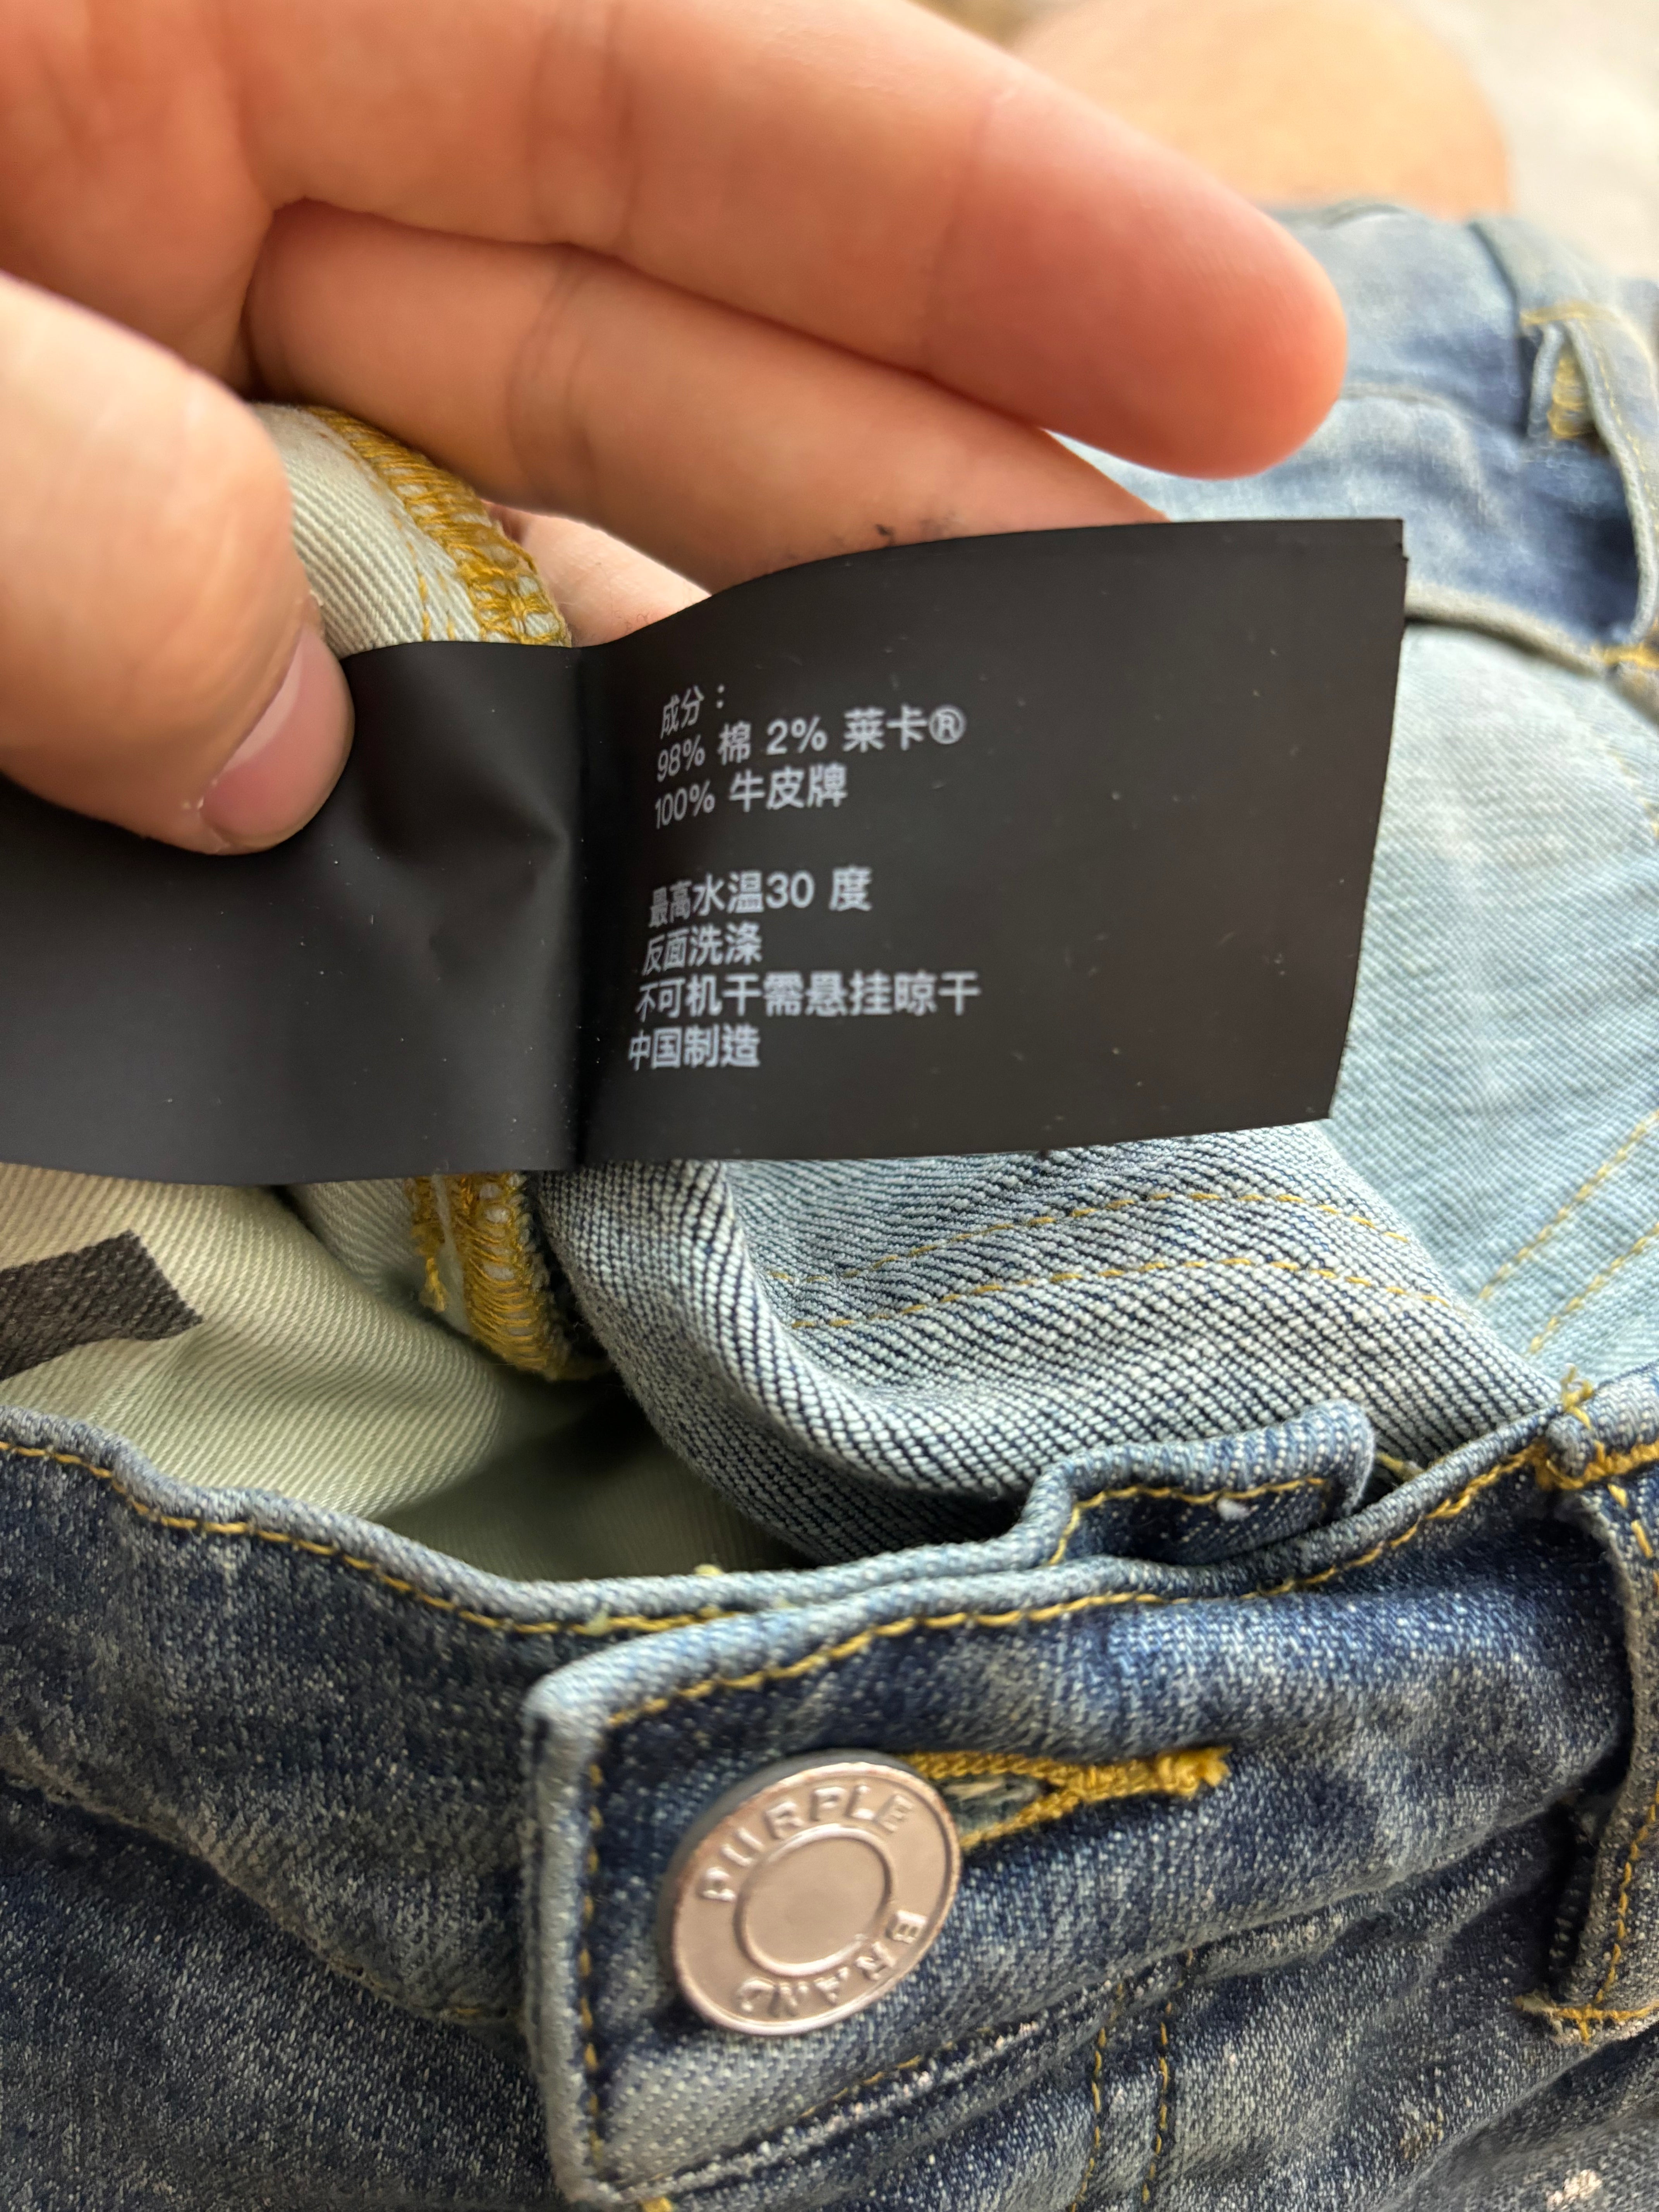 成分：
98% 棉 2% 莱卡®
100% 牛皮牌
最高水温30 度
反面洗涤
不可机干需悬挂晾干
中国制造
PURPLE
BRAND